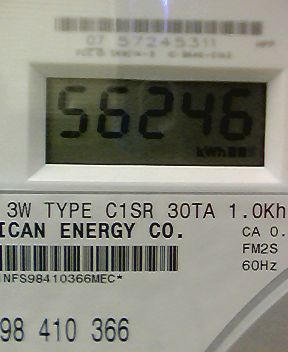 07 57245311
56246
kWh
3W TYPE C1SR 30TA 1.0Kh
ICAN ENERGY CO.
CA 0.
FM2S
60Hz
INFS98410366MEC*
98 410 366